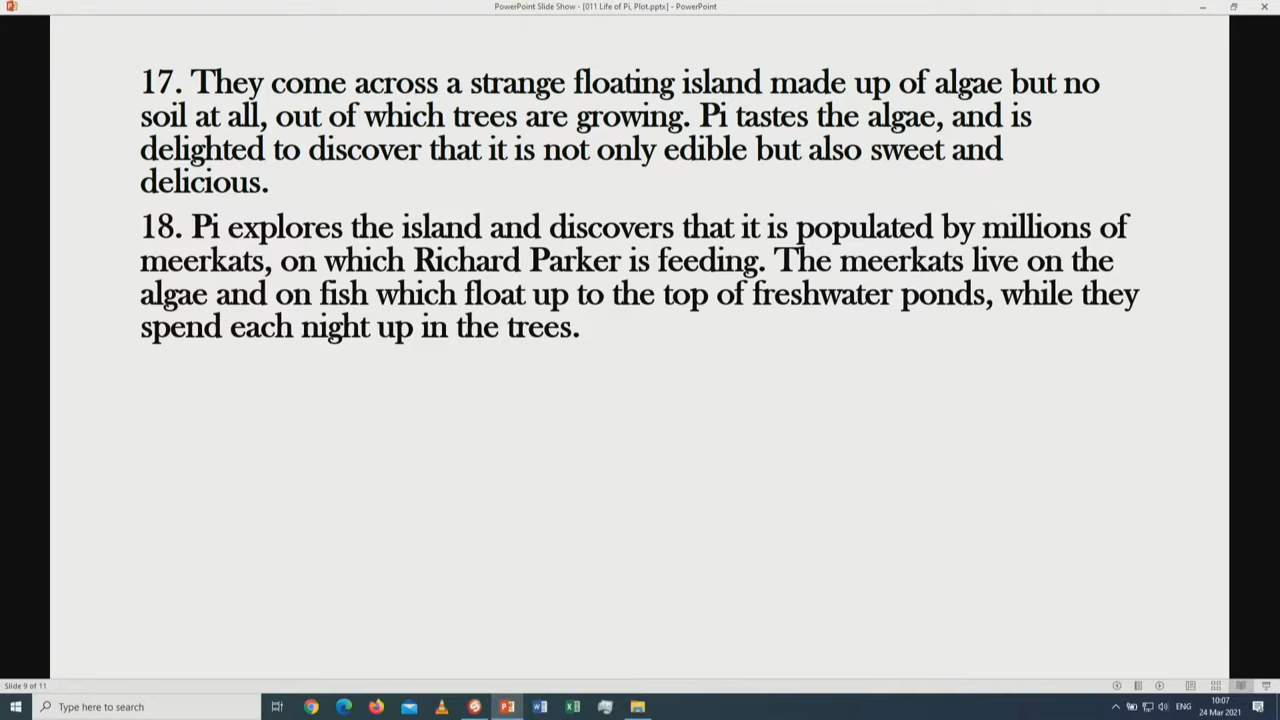 PowerPoint Slide Show - [011 Life of Pi, Plot.pptx] - PowerPoint
17. They come across a strange floating island made up of algae but no
soil at all, out of which trees are growing. Pi tastes the algae, and is
delighted to discover that it is not only edible but also sweet and
delicious.
18. Pi explores the island and discovers that it is populated by millions of
meerkats, on which Richard Parker is feeding. The meerkats live on the
algae and on fish which float up to the top of freshwater ponds, while they
spend each night up in the trees.
Slide 9 of 11
Type here to search
ENG
10:07
24 Mar 2021